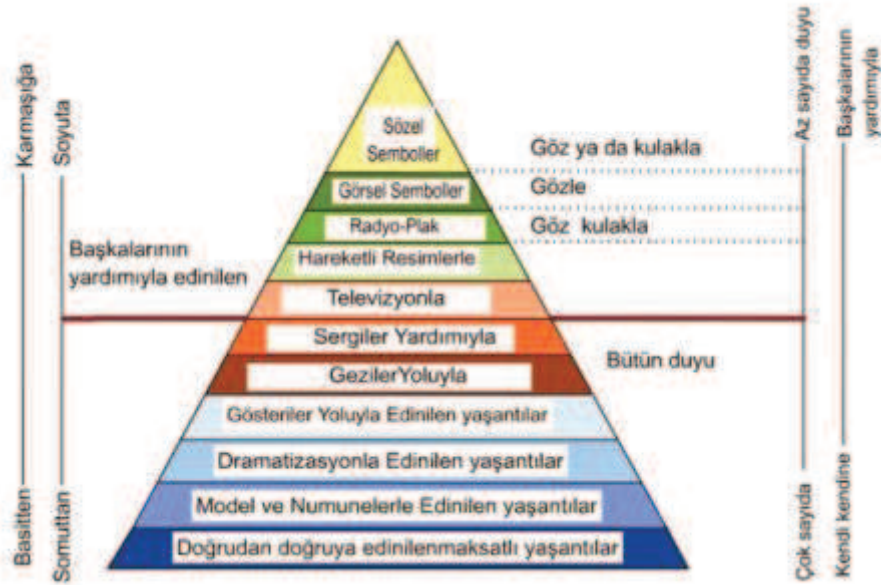 Karmaşığa
Soyuta
Basitten
Somuttan
Başkalarının
yardımıyla edinilen
Sözel
Semboller
Görsel Semboller
Radyo-Plak
Hareketli Resimlerle
Televizyonla
Sergiler Yardımıyla
GezilerYoluyla
Gösteriler Yoluyla Edinilen yaşantılar
Dramatizasyonla Edinilen yaşantılar
Model ve Numunelerle Edinilen yaşantılar
Doğrudan doğruya edinilenmaksatlı yaşantılar
Göz ya da kulakla
Gözle
Göz kulakla
Bütün duyu
Az sayıda duyu
Çok sayıda
Başkalarının
yardımıyla
Kendi kendine